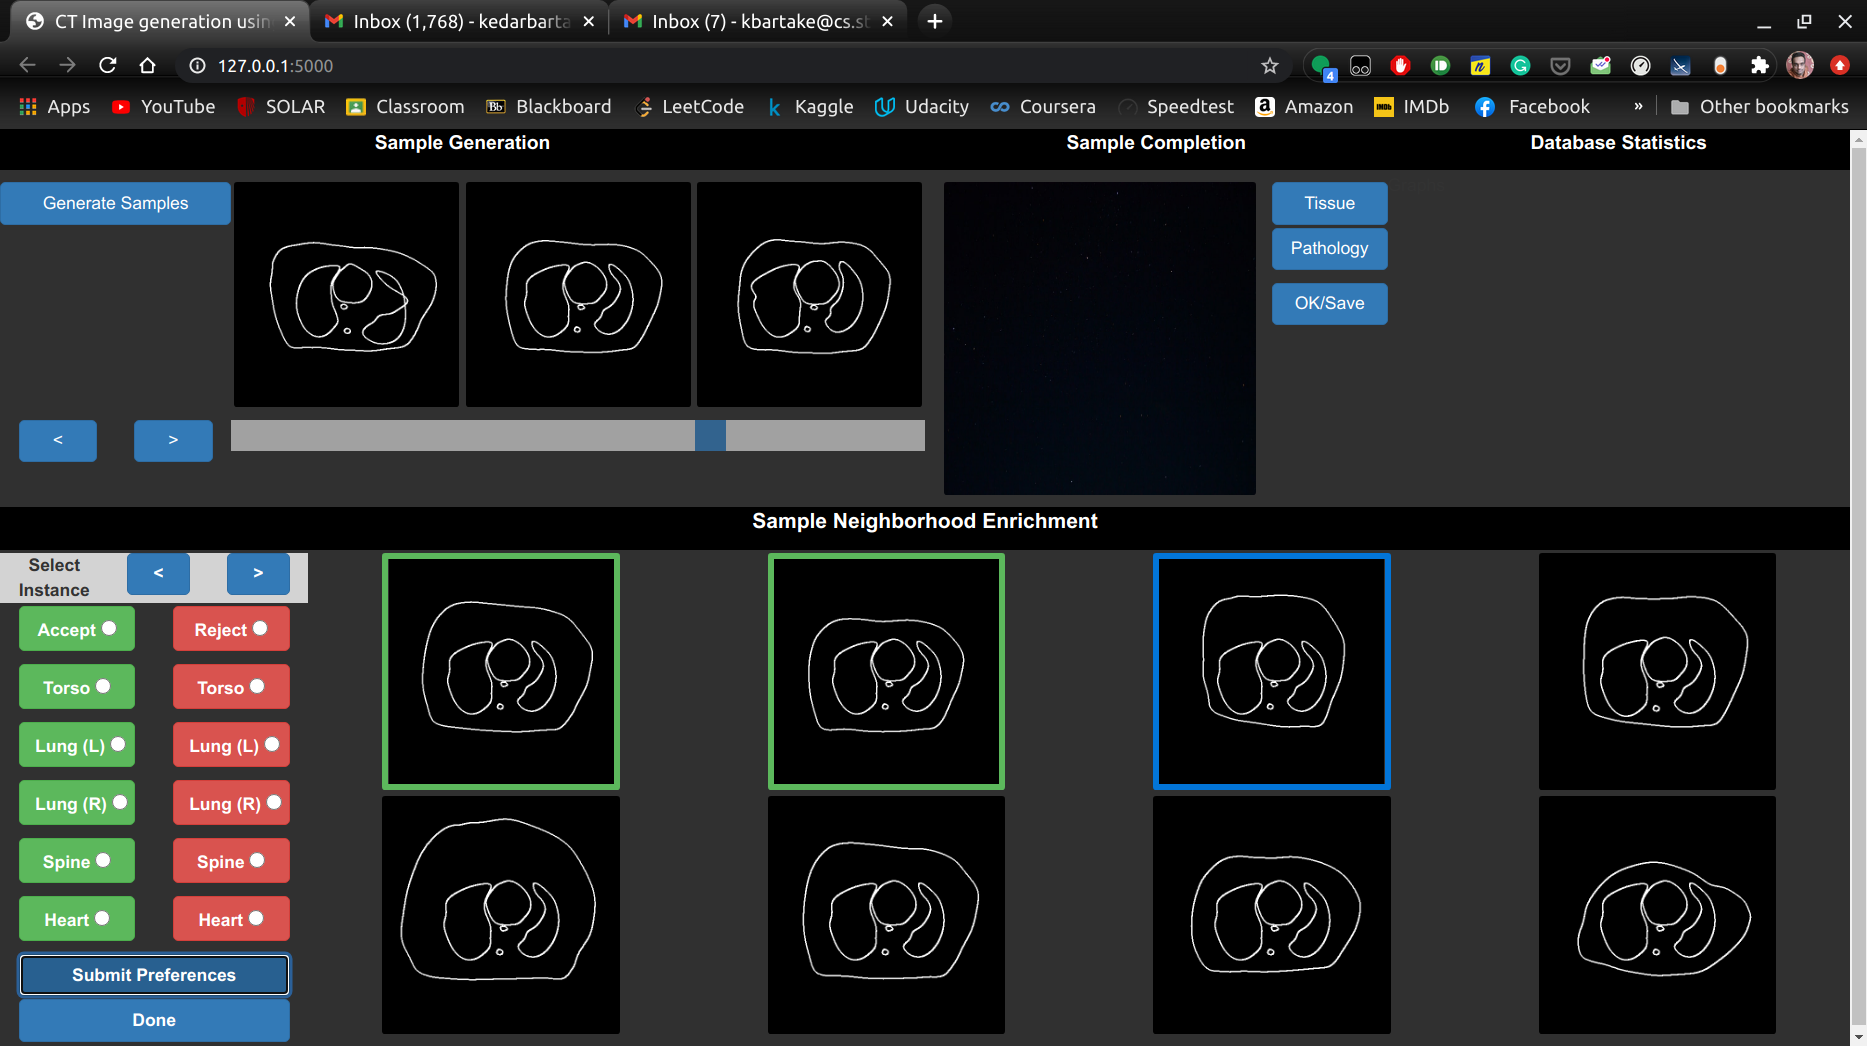 CT Image generation usin
Inbox (1,768) - kedarbarta
Inbox (7) - kbartake@cs.st
127.0.0.1:5000
4
Apps
YouTube
SOLAR
Classroom
Bb
Blackboard
LeetCode
k
Kaggle
Udacity
Coursera
Speedtest
a
Amazon
IMDb
IMDb
Facebook
»
Other bookmarks
Sample Generation
Sample Completion
Database Statistics
Generate Samples
Tissue
Pathology
OK/Save
<
>
Sample Neighborhood Enrichment
Select
Instance
<
>
Accept
Reject
Torso
Torso
Lung (L)
Lung (L)
Lung (R)
Lung (R)
Spine
Spine
Heart
Heart
Submit Preferences
Done